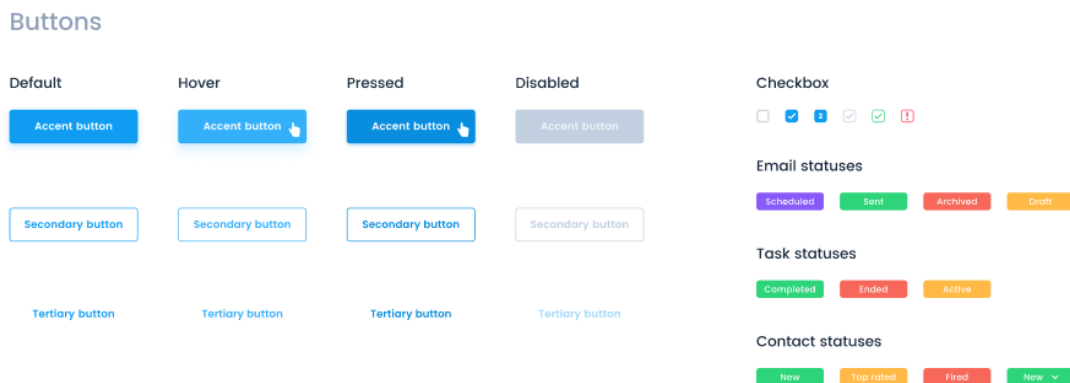 Buttons
Default Hover Pressed Disabled
Accent button Accent button Accent button Accent button
Secondary button Secondary button Secondary button Secondary button
Tertiary button Tertiary button Tertiary button Tertiary button
Checkbox
2 !
Email statuses
Scheduled Sent Archived Draft
Task statuses
Completed Ended Active
Contact statuses
New Top rated Fired New